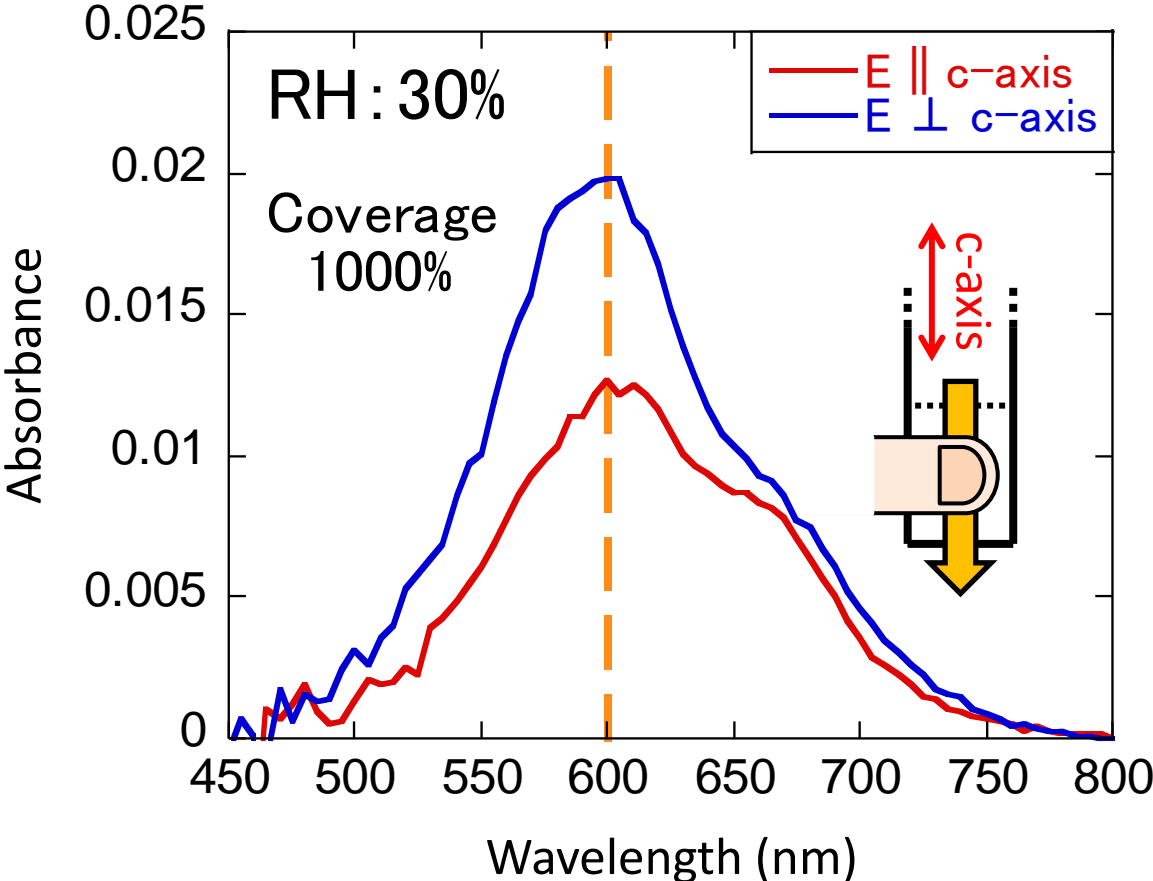 0.025
0.02
0.015
0.01
0.005
0
Absorbance
RH : 30%
Coverage
1000%
E ∥ c-axis
E ⊥ c-axis
c-axis
450 500 550 600 650 700 750 800
Wavelength (nm)